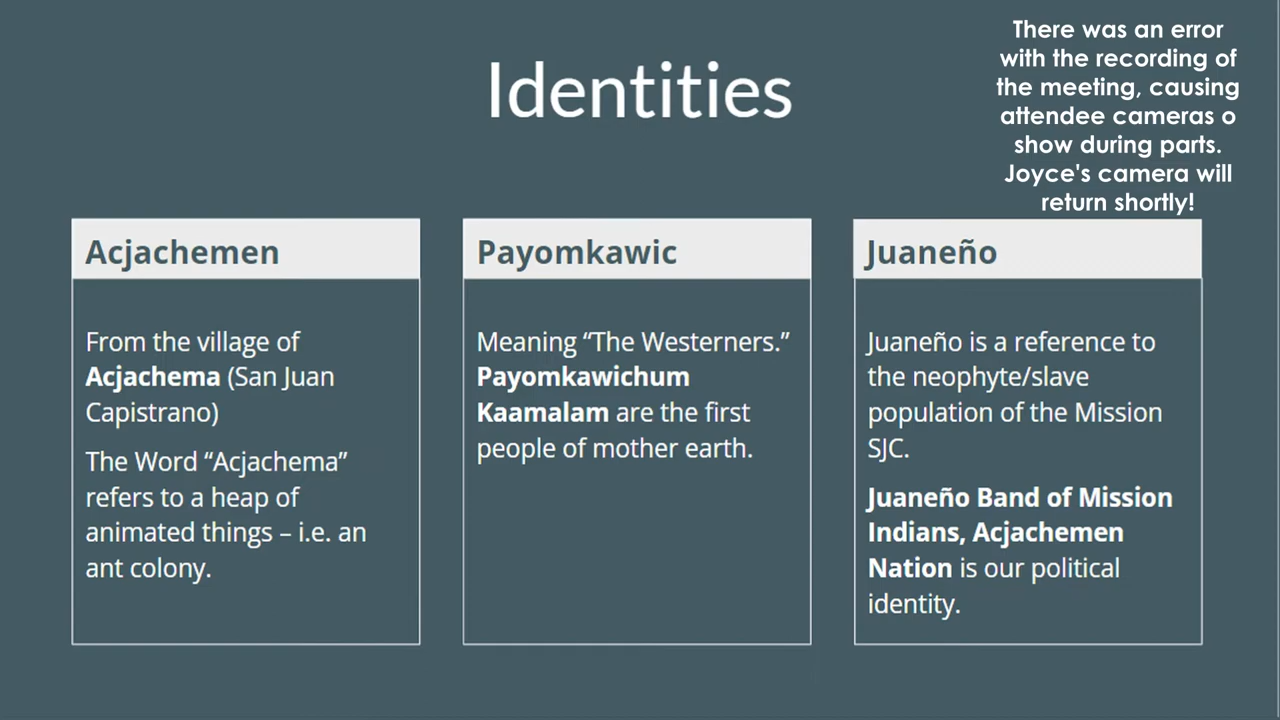 There was an error
with the recording of
the meeting, causing
attendee cameras o
show during parts.
Joyce's camera will
return shortly!
Identities
Acjachemen
From the village of
Acjachema (San Juan
Capistrano)
The Word “Acjachema”
refers to a heap of
animated things – i.e. an
ant colony.
Payomkawic
Meaning “The Westerners.”
Payomkawichum
Kaamalam are the first
people of mother earth.
Juaneño
Juaneño is a reference to
the neophyte/slave
population of the Mission
SJC.
Juaneño Band of Mission
Indians, Acjachemen
Nation is our political
identity.